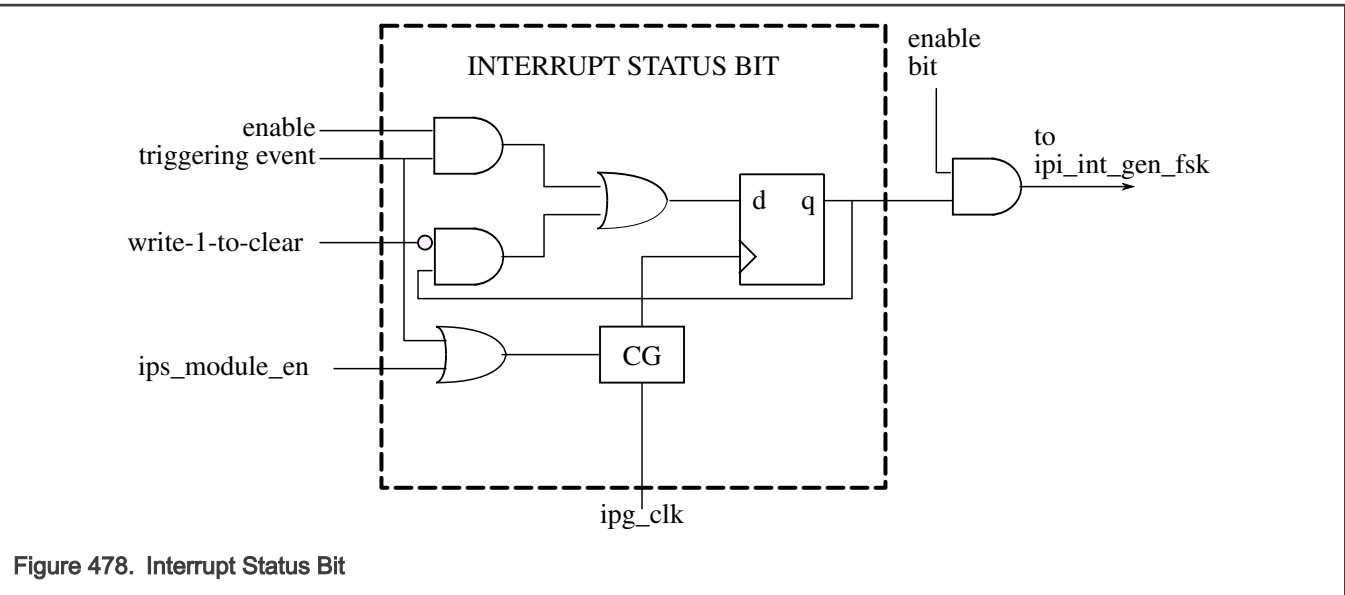 INTERRUPT STATUS BIT
enable
bit
enable
triggering event
to
ipi_int_gen_fsk
d q
write-1-to-clear
ips_module_en
CG
ipg_clk
Figure 478. Interrupt Status Bit